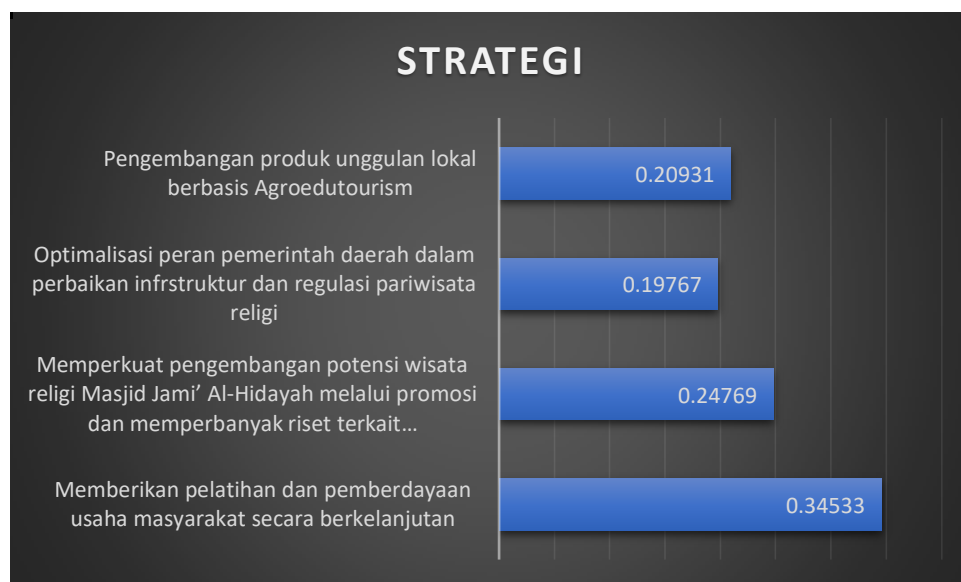 STRATEGI
Pengembangan produk unggulan lokal
berbasis Agroedutourism
0.20931
Optimalisasi peran pemerintah daerah dalam
perbaikan infrstruktur dan regulasi pariwisata
religi
0.19767
Memperkuat pengembangan potensi wisata
religi Masjid Jami’ Al-Hidayah melalui promosi
dan memperbanyak riset terkait…
0.24769
Memberikan pelatihan dan pemberdayaan
usaha masyarakat secara berkelanjutan
0.34533